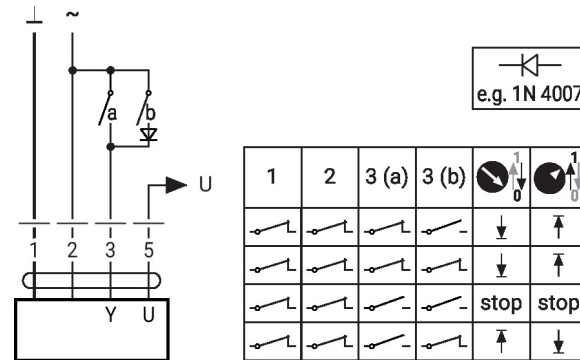 ⊥ ~
a b
U
1 2 3 5
Y U
e.g. 1N 4007
1 2 3 (a) 3 (b) 1 0 1 0
stop stop